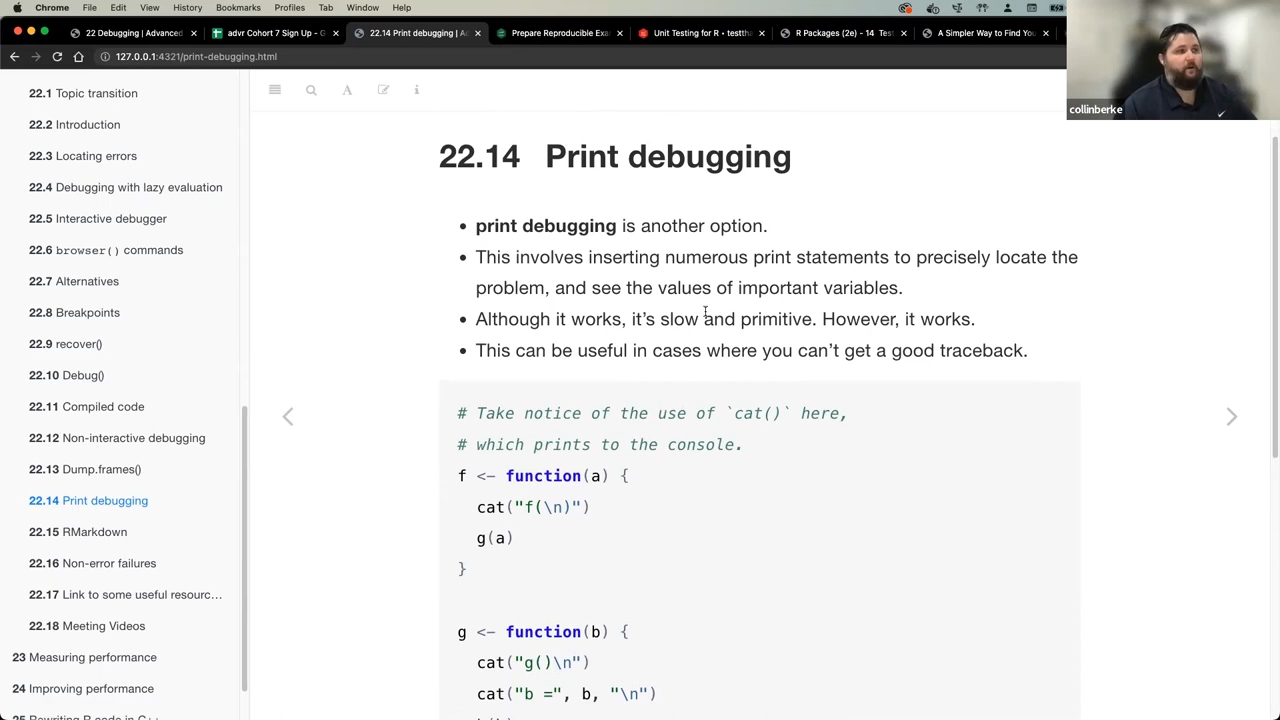 Chrome File Edit View History Bookmarks Profiles Tab Window Help
22 Debugging | Advanced
advr Cohort 7 Sign Up - G
22.14 Print debugging | Ad
Prepare Reproducible Exa
Unit Testing for R • testth
R Packages (2e) - 14 Tes
A Simpler Way to Find You
127.0.0.1:4321/print-debugging.html
collinberke
22.1 Topic transition
22.2 Introduction
22.3 Locating errors
22.4 Debugging with lazy evaluation
22.5 Interactive debugger
22.6 browser() commands
22.7 Alternatives
22.8 Breakpoints
22.9 recover()
22.10 Debug()
22.11 Compiled code
22.12 Non-interactive debugging
22.13 Dump.frames()
22.14 Print debugging
22.15 RMarkdown
22.16 Non-error failures
22.17 Link to some useful resourc…
22.18 Meeting Videos
23 Measuring performance
24 Improving performance
25 Rewriting R code in C++
22.14 Print debugging
• print debugging is another option.
• This involves inserting numerous print statements to precisely locate the
problem, and see the values of important variables.
• Although it works, it's slow and primitive. However, it works.
• This can be useful in cases where you can't get a good traceback.
# Take notice of the use of `cat()` here,
# which prints to the console.
f <- function(a) {
cat("f(\n)")
g(a)
}
g <- function(b) {
cat("g()\n")
cat("b =", b, "\n")